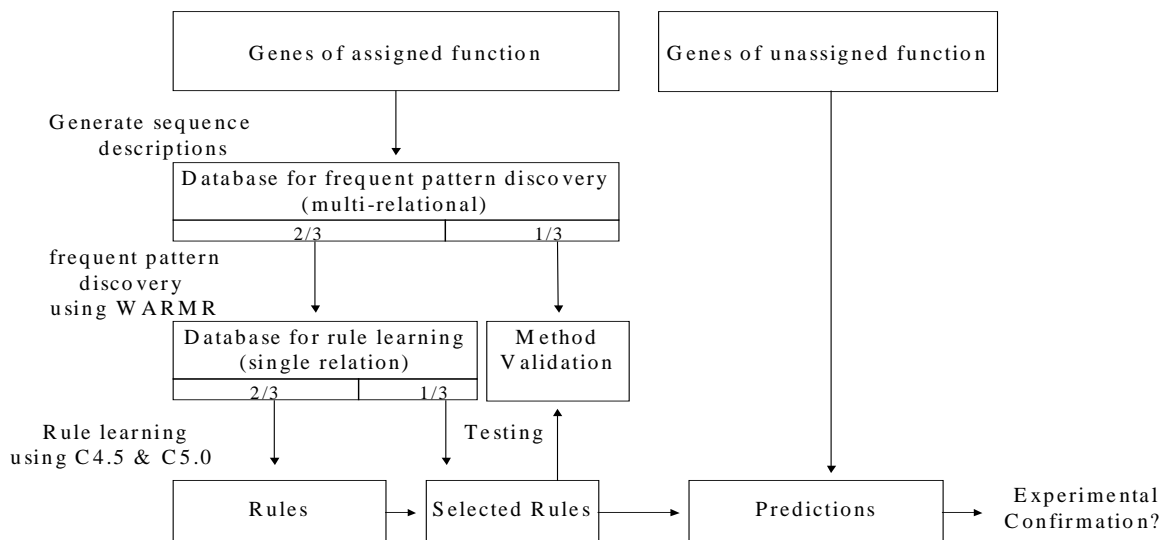 Genes of assigned function
Genes of unassigned function
Generate sequence
descriptions
Database for frequent pattern discovery
(multi-relational)
2/3
1/3
frequent pattern
discovery
using WARMR
Database for rule learning
(single relation)
2/3
1/3
Method
Validation
Rule learning
using C4.5 & C5.0
Testing
Rules
Selected Rules
Predictions
Experimental
Confirmation?